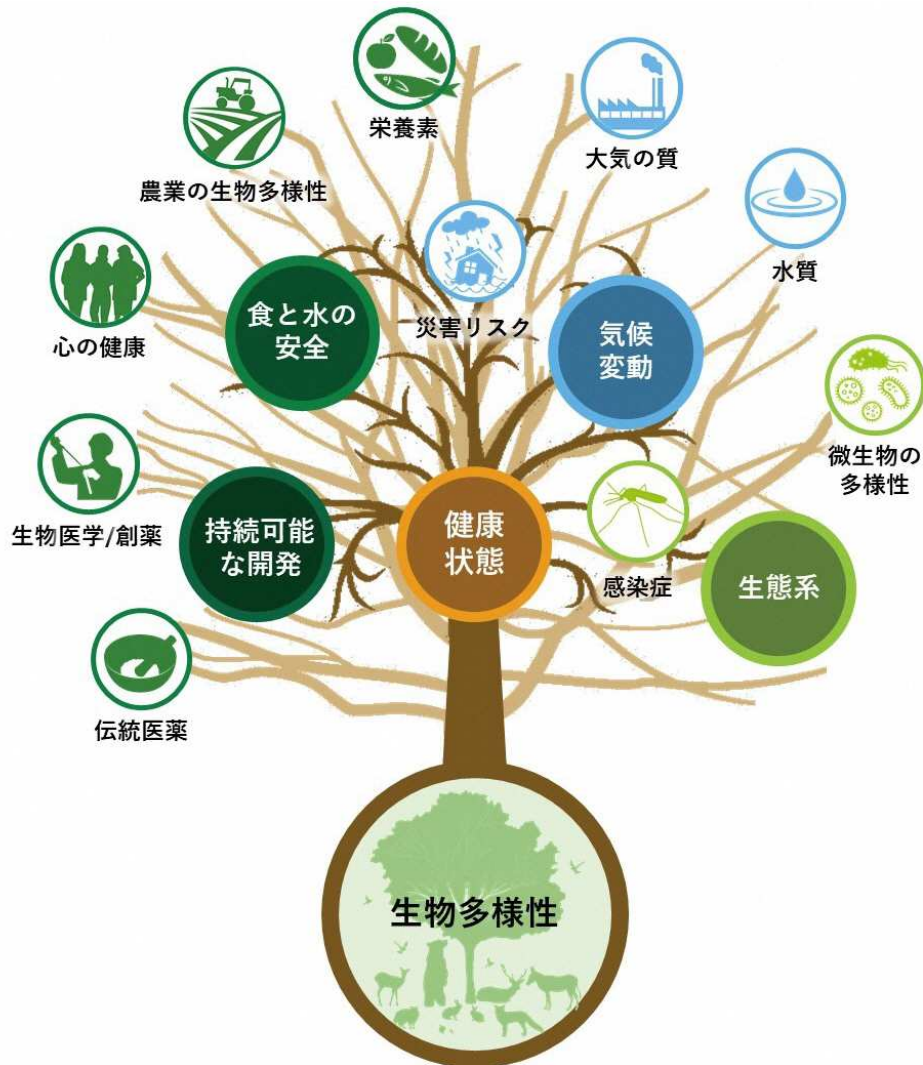 栄養素
大気の質
農業の生物多様性
水質
心の健康
食と水の
安全
災害リスク
気候
変動
微生物の
多様性
生物医学/創薬
持続可能
な開発
健康
状態
感染症
生態系
伝統医薬
生物多様性